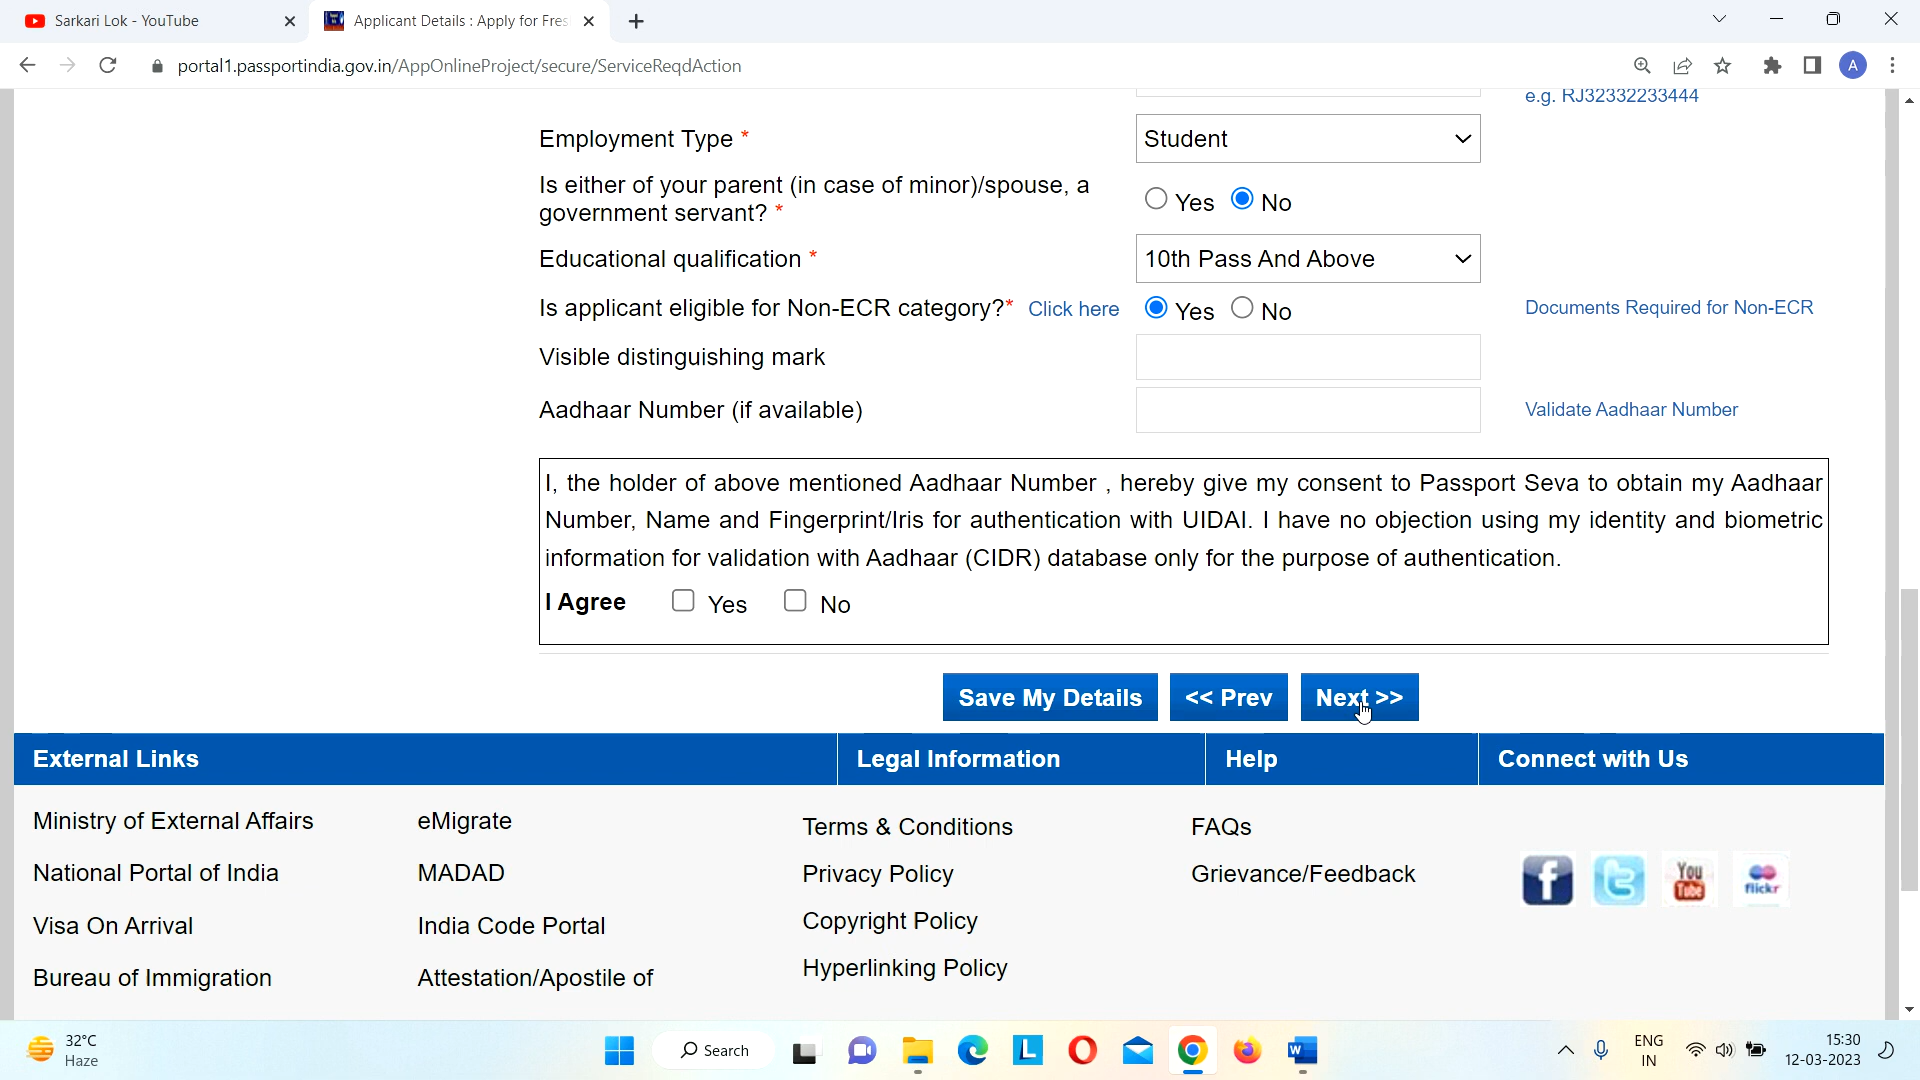 Sarkari Lok - YouTube
Applicant Details : Apply for Fres
portal1.passportindia.gov.in/AppOnlineProject/secure/ServiceReqdAction
A
e.g. RJ32332233444
Employment Type * Student
Is either of your parent (in case of minor)/spouse, a
government servant? * Yes No
Educational qualification * 10th Pass And Above
Is applicant eligible for Non-ECR category?* Click here Yes No Documents Required for Non-ECR
Visible distinguishing mark
Aadhaar Number (if available) Validate Aadhaar Number
I, the holder of above mentioned Aadhaar Number , hereby give my consent to Passport Seva to obtain my Aadhaar
Number, Name and Fingerprint/Iris for authentication with UIDAI. I have no objection using my identity and biometric
information for validation with Aadhaar (CIDR) database only for the purpose of authentication.
I Agree Yes No
Save My Details << Prev Next >>
External Links Legal Information Help Connect with Us
Ministry of External Affairs eMigrate Terms & Conditions FAQs
National Portal of India MADAD Privacy Policy Grievance/Feedback
You Tube flickr
Visa On Arrival India Code Portal Copyright Policy
Bureau of Immigration Attestation/Apostile of Hyperlinking Policy
32°C
Haze
Search
ENG
IN
15:30
12-03-2023